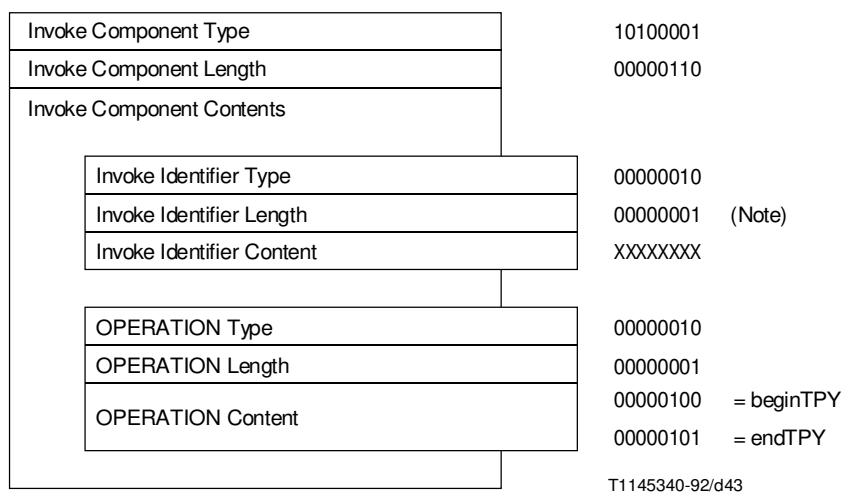 Invoke Component Type 10100001
Invoke Component Length 00000110
Invoke Component Contents
Invoke Identifier Type 00000010
Invoke Identifier Length 00000001 (Note)
Invoke Identifier Content XXXXXXXX
OPERATION Type 00000010
OPERATION Length 00000001
OPERATION Content
00000100 = beginTPY
00000101 = endTPY
T1145340-92/d43